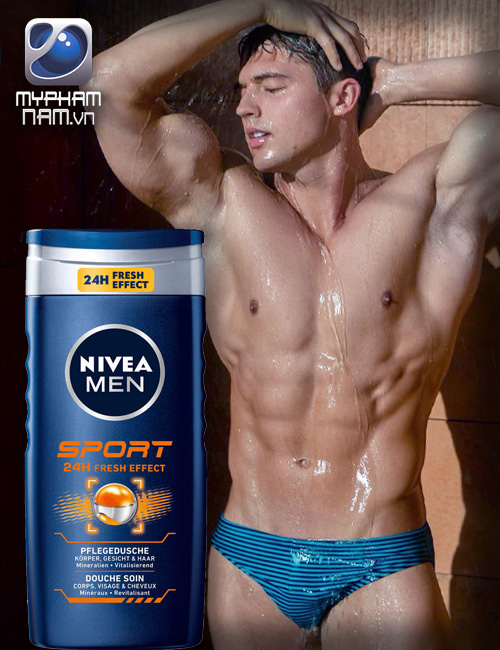 MYPHAM
NAM.vn
24H FRESH
EFFECT
NIVEA
MEN
SPORT
24H FRESH EFFECT
PFLEGEDUSCHE
KÖRPER, GESICHT & HAAR
Mineralien • Vitalisierend
DOUCHE SOIN
CORPS, VISAGE & CHEVEUX
Minéraux • Revitalisant